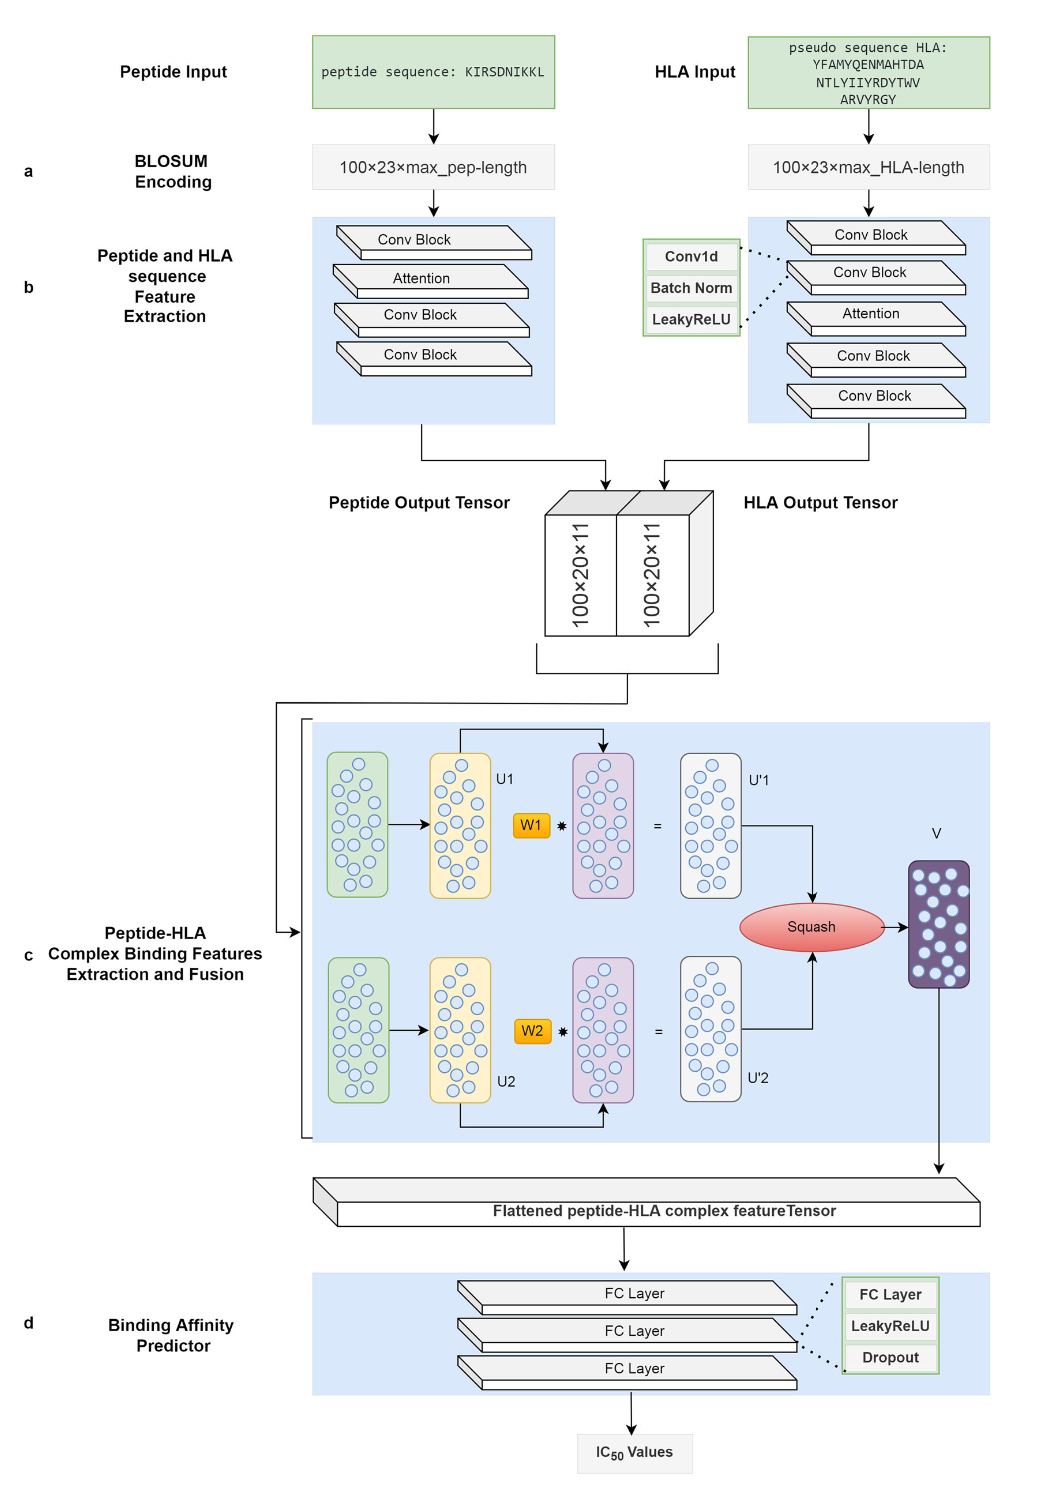 Peptide Input
peptide sequence: KIRSDNIKKL
HLA Input
pseudo sequence HLA:
YFAMYQENMAHTDA
NTLYIIYRDYTWV
ARVYRGY
a
BLOSUM
Encoding
100×23×max_pep-length
100×23×max_HLA-length
b
Peptide and HLA
sequence
Feature
Extraction
Conv Block
Attention
Conv Block
Conv Block
Conv1d
Batch Norm
LeakyReLU
Conv Block
Conv Block
Attention
Conv Block
Conv Block
Peptide Output Tensor
HLA Output Tensor
100×20×11
100×20×11
c
Peptide-HLA
Complex Binding Features
Extraction and Fusion
U1
W1
*
=
U'1
V
Squash
U2
W2
*
=
U'2
Flattened peptide-HLA complex featureTensor
d
Binding Affinity
Predictor
FC Layer
FC Layer
FC Layer
FC Layer
LeakyReLU
Dropout
IC50 Values